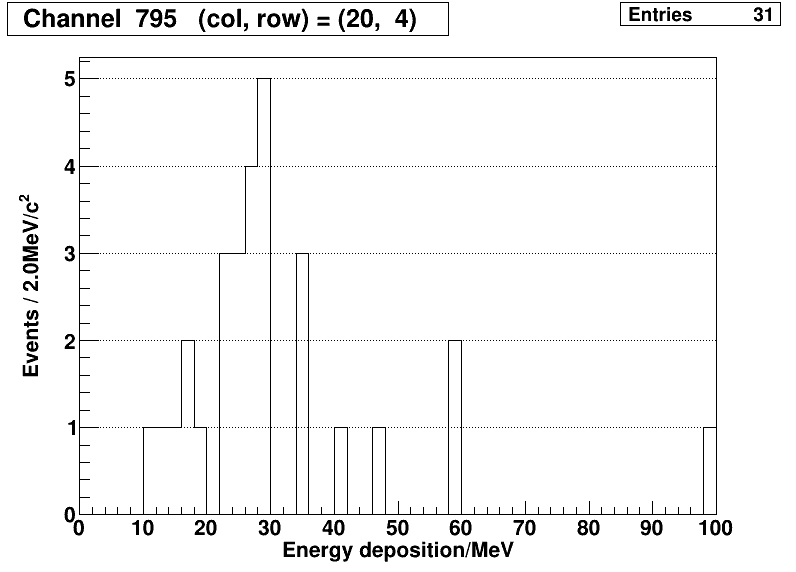 Channel 795 (col, row) = (20, 4)
Entries 31
Events / 2.0MeV/c²
5
4
3
2
1
0
0 10 20 30 40 50 60 70 80 90 100
Energy deposition/MeV